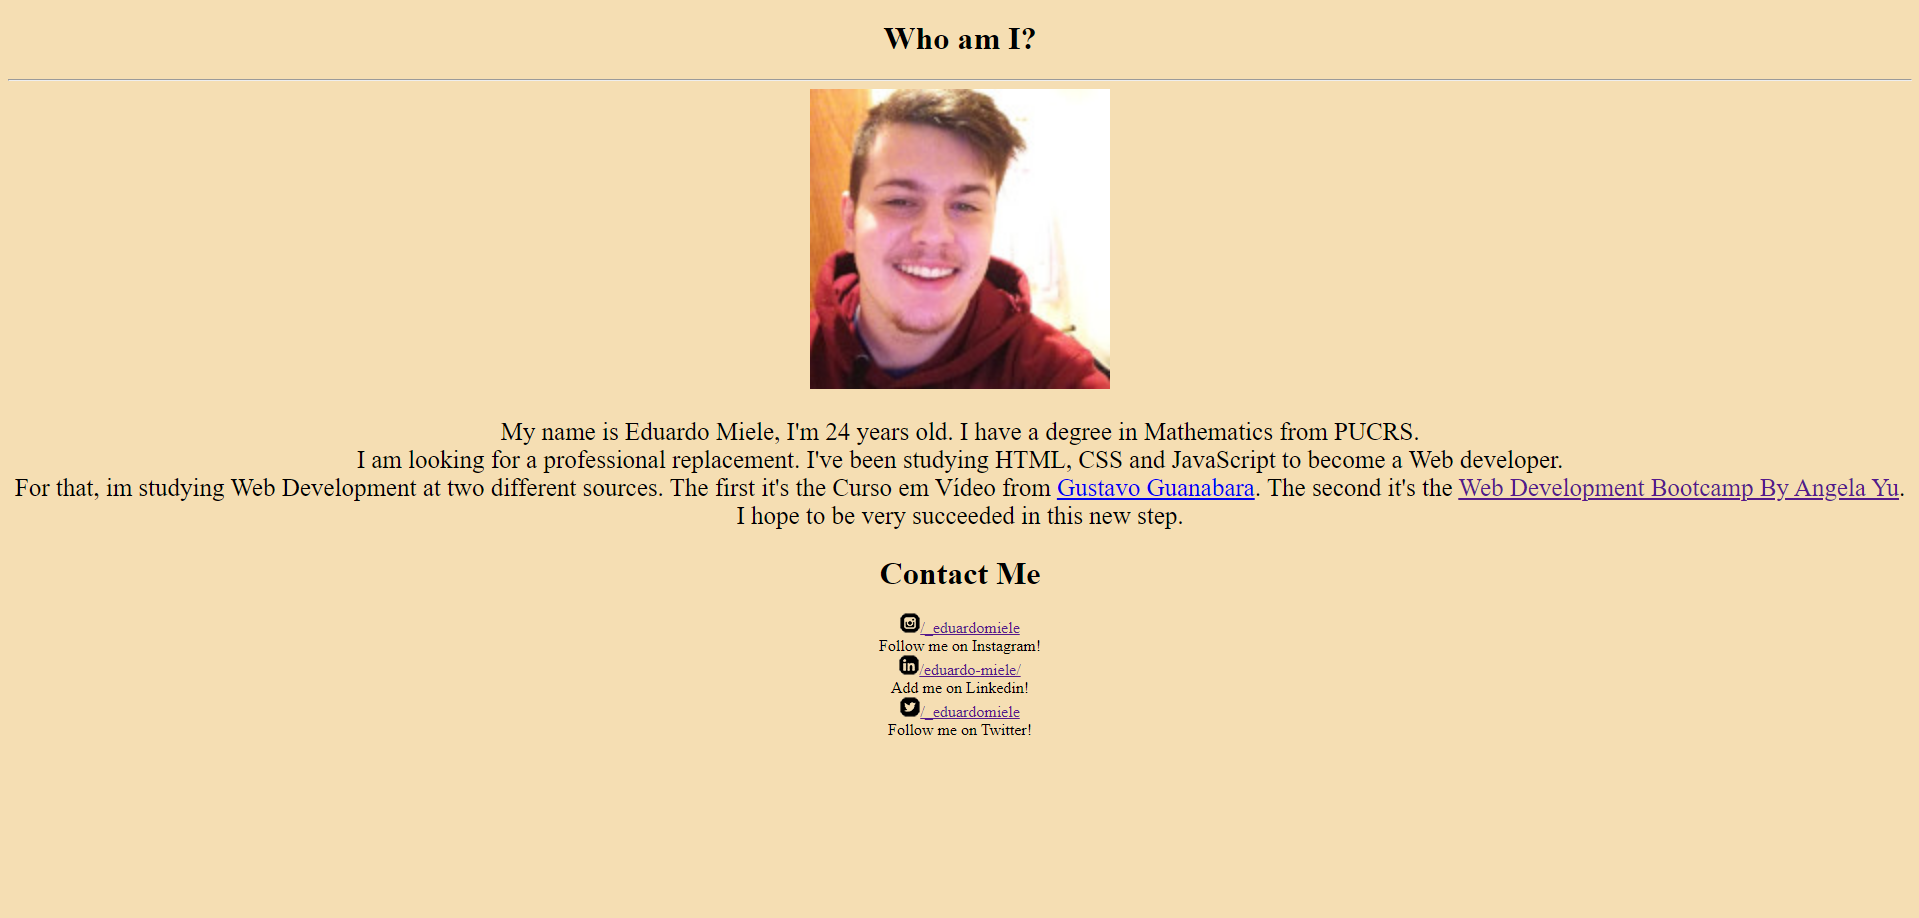 Who am I?
My name is Eduardo Miele, I'm 24 years old. I have a degree in Mathematics from PUCRS.
I am looking for a professional replacement. I've been studying HTML, CSS and JavaScript to become a Web developer.
For that, im studying Web Development at two different sources. The first it's the Curso em Vídeo from Gustavo Guanabara. The second it's the Web Development Bootcamp By Angela Yu.
I hope to be very succeeded in this new step.
Contact Me
/_eduardomiele
Follow me on Instagram!
in /eduardo-miele/
Add me on Linkedin!
/_eduardomiele
Follow me on Twitter!